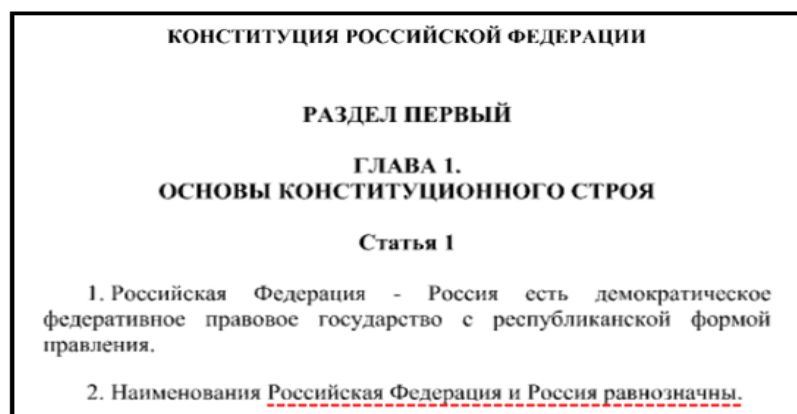 КОНСТИТУЦИЯ РОССИЙСКОЙ ФЕДЕРАЦИИ
РАЗДЕЛ ПЕРВЫЙ
ГЛАВА 1.
ОСНОВЫ КОНСТИТУЦИОННОГО СТРОЯ
Статья 1
1. Российская Федерация - Россия есть демократическое
федеративное правовое государство с республиканской формой
правления.
2. Наименования Российская Федерация и Россия равнозначны.